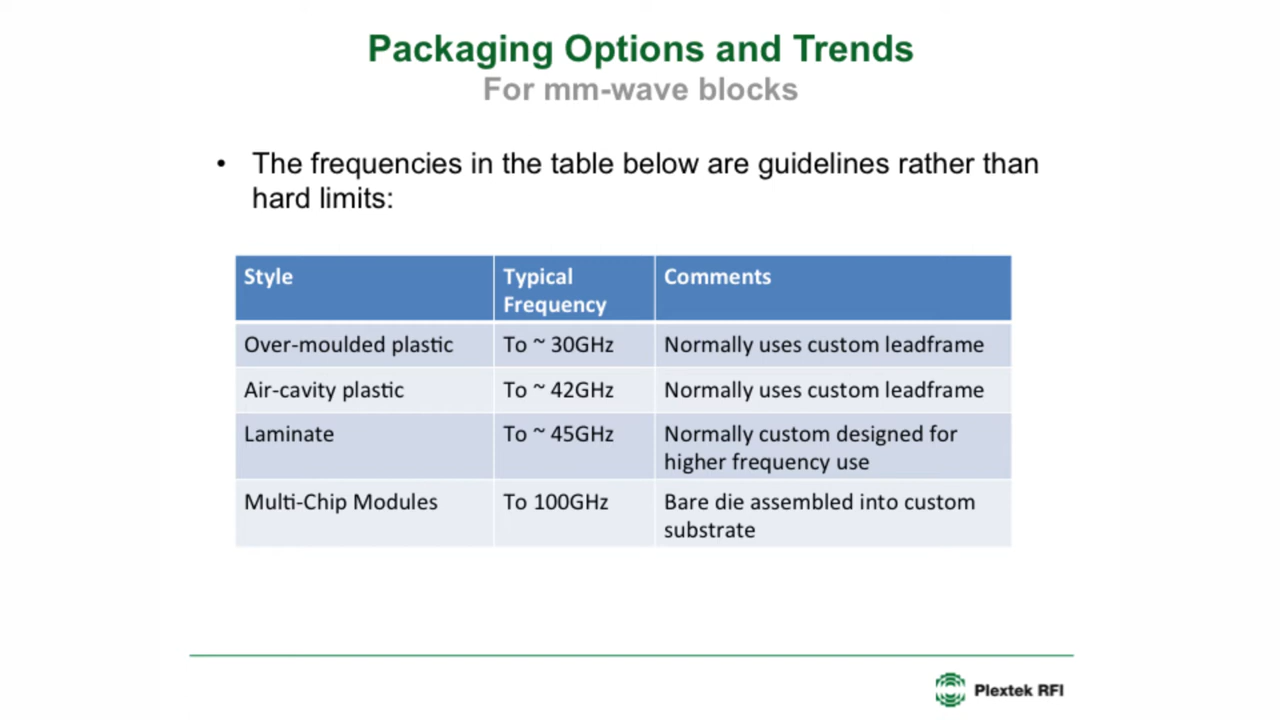 Packaging Options and Trends
For mm-wave blocks
• The frequencies in the table below are guidelines rather than
hard limits:
Style Typical Frequency Comments
Over-moulded plastic To ~ 30GHz Normally uses custom leadframe
Air-cavity plastic To ~ 42GHz Normally uses custom leadframe
Laminate To ~ 45GHz Normally custom designed for
higher frequency use
Multi-Chip Modules To 100GHz Bare die assembled into custom
substrate
Plextek RFI